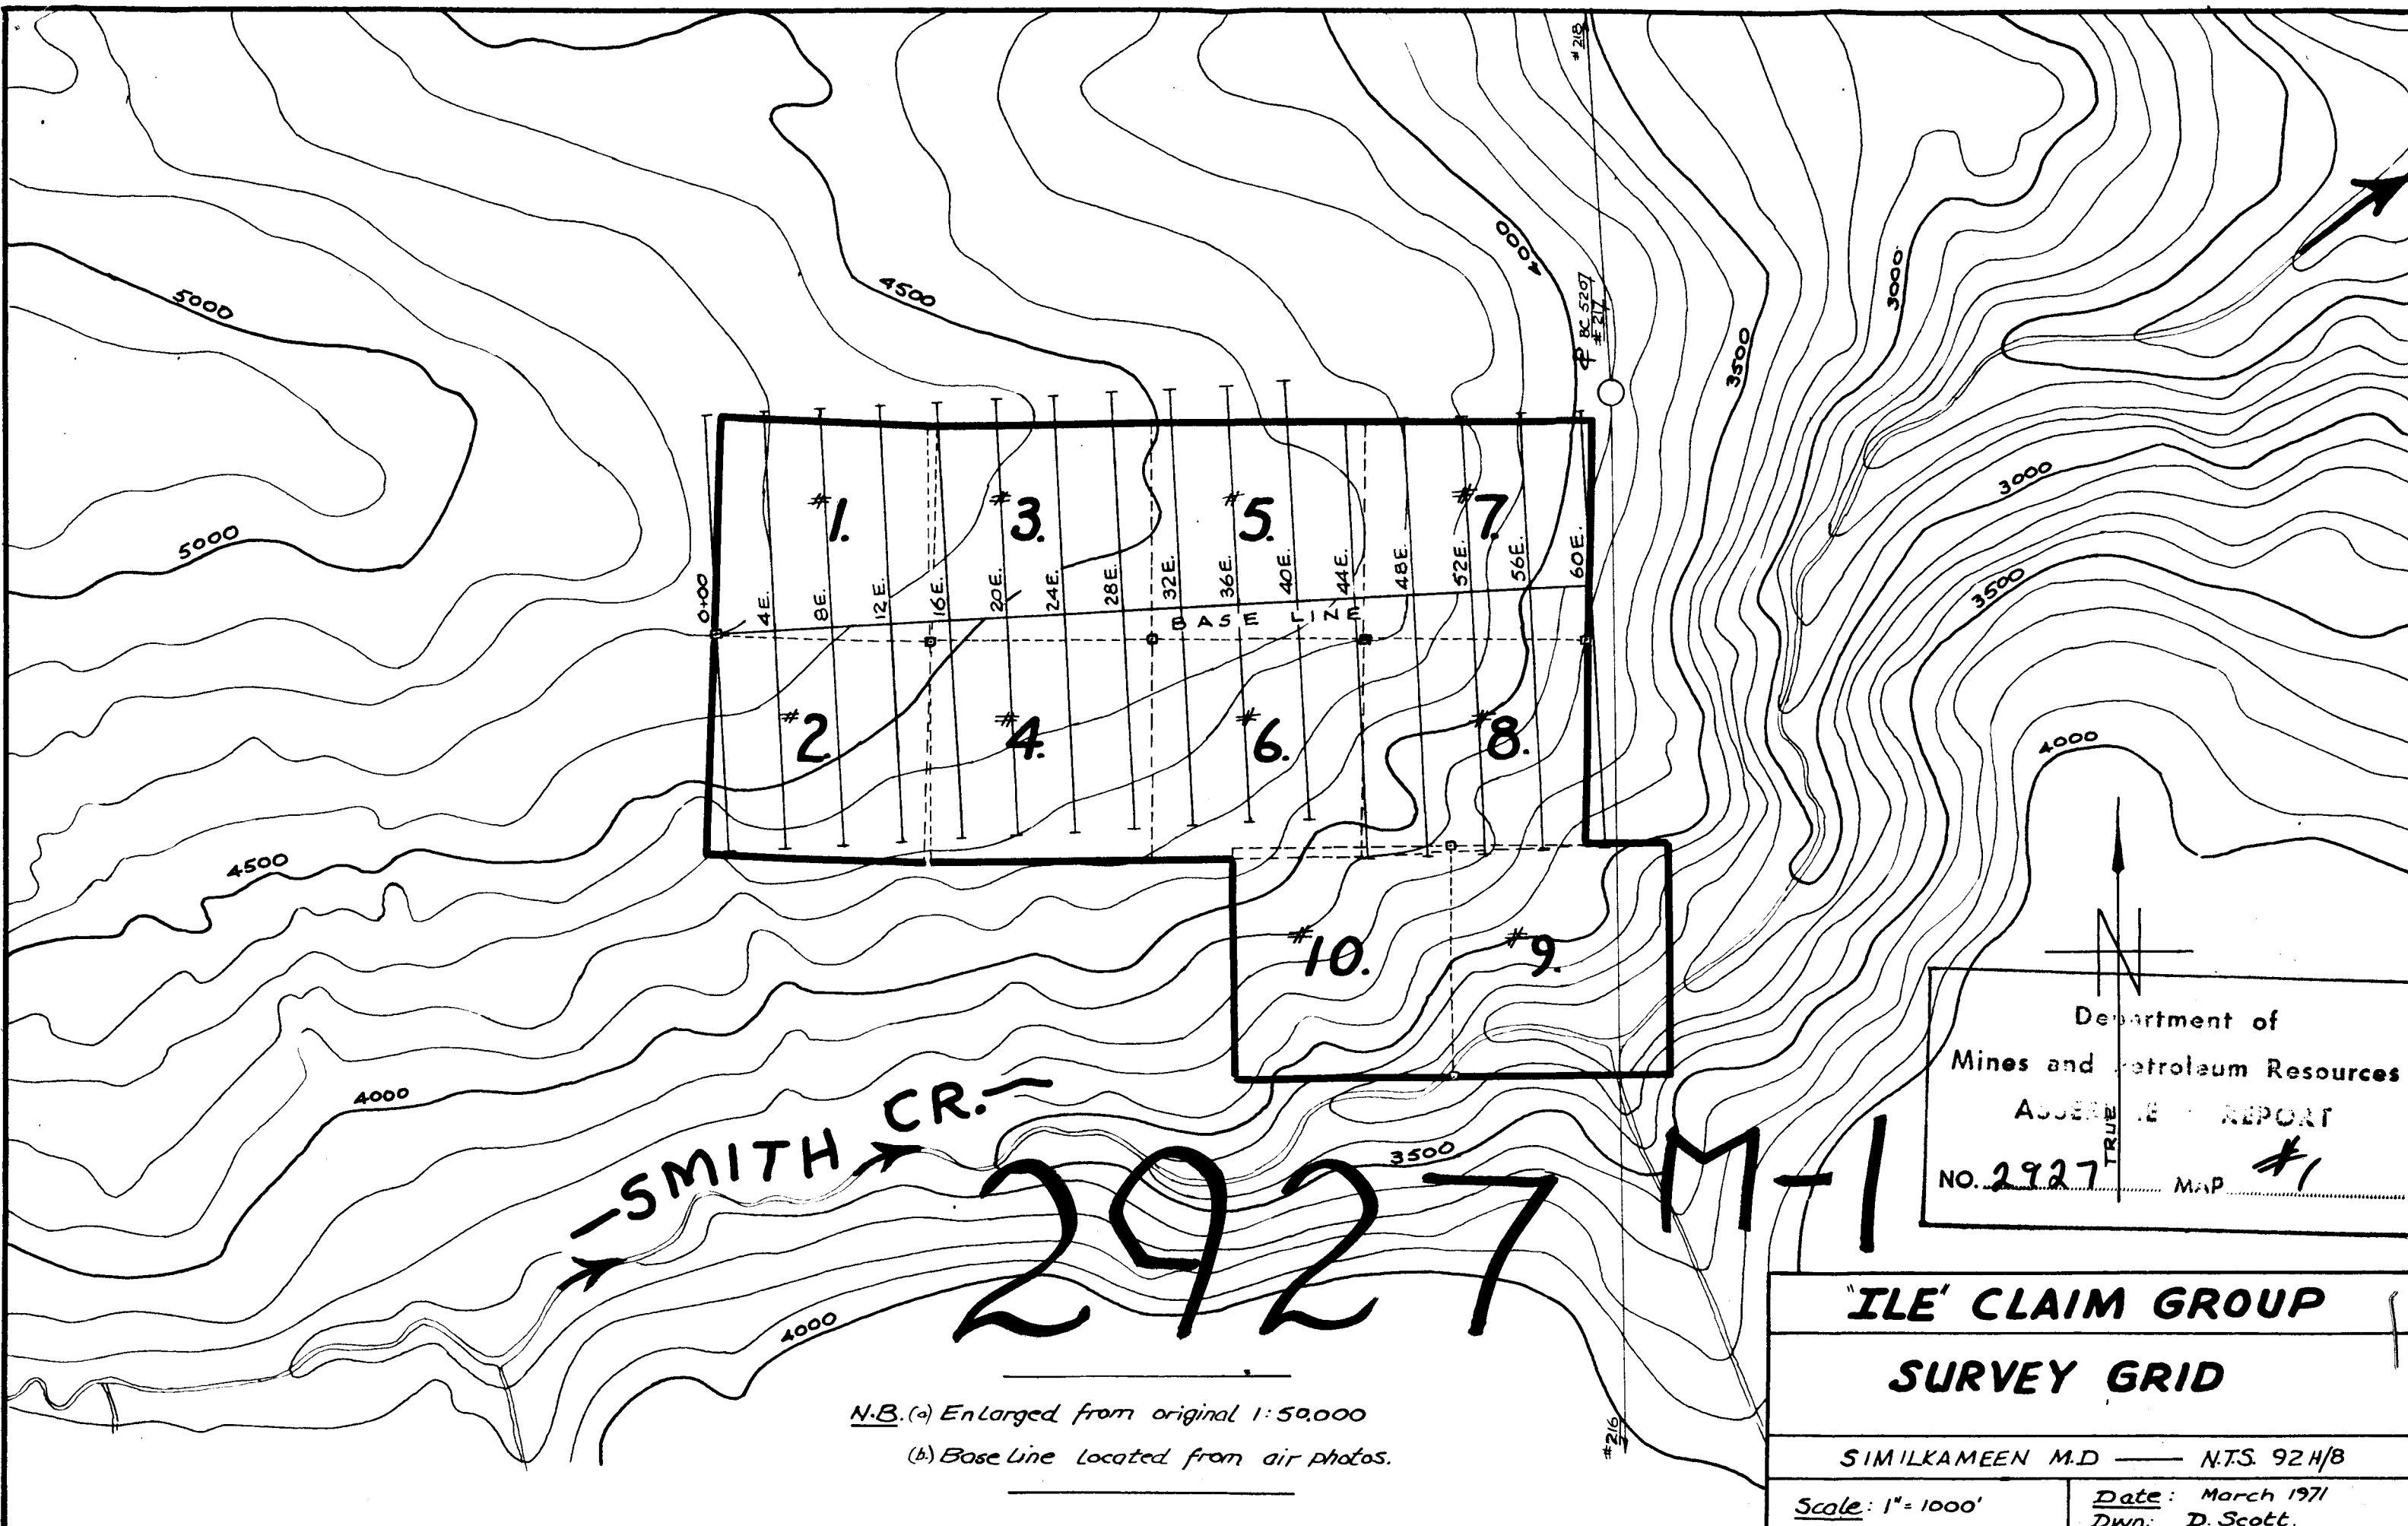 #218
4000
BC 5207
#217
5000
4500
3500
3000
5000
3000
3500
4000
4500
4000
3500
4000
#1.
#3.
#5.
#7.
0+00
4E.
8E.
12E.
16E.
20E.
24E.
28E.
32E.
36E.
40E.
44E.
48E.
52E.
56E.
60E.
BASE LINE
#2.
#4.
#6.
#8.
#10.
#9.
SMITH CR.
2927 M-1
#216
N
TRUE
Department of
Mines and Petroleum Resources
REPORT
NO. 2927 MAP #1
N.B. (a) Enlarged from original 1:50,000
(b.) Base Line located from air photos.
'ILE' CLAIM GROUP
SURVEY GRID
SIMILKAMEEN M.D — N.T.S. 92 H/8
Scale: 1" = 1000'
Date: March 1971
Dwn: D. Scott.